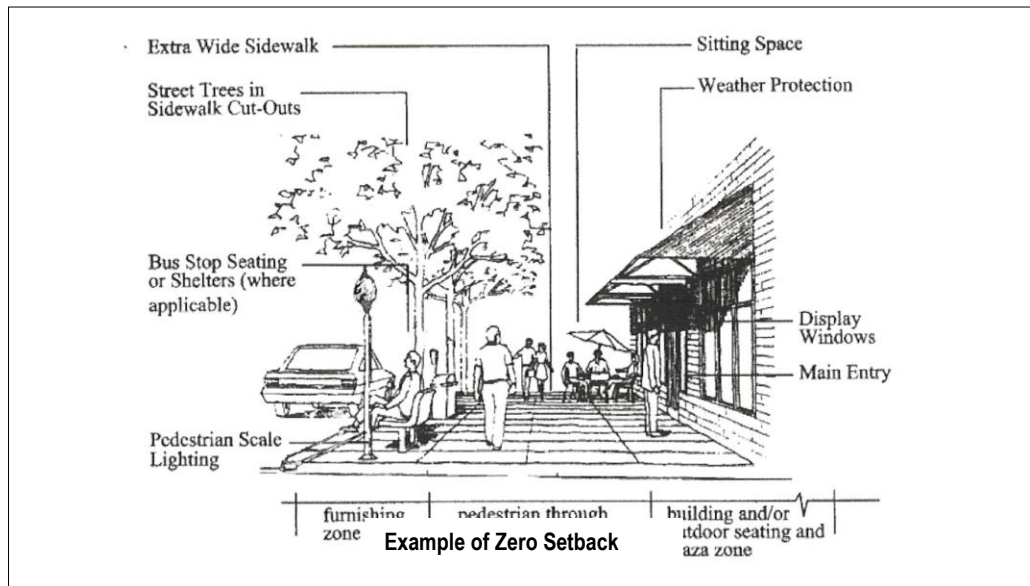 Extra Wide Sidewalk
Sitting Space
Street Trees in
Sidewalk Cut-Outs
Weather Protection
Bus Stop Seating
or Shelters (where
applicable)
Display
Windows
Main Entry
Pedestrian Scale
Lighting
furnishing
zone
pedestrian through
building and/or
tdoor seating and
aza zone
Example of Zero Setback